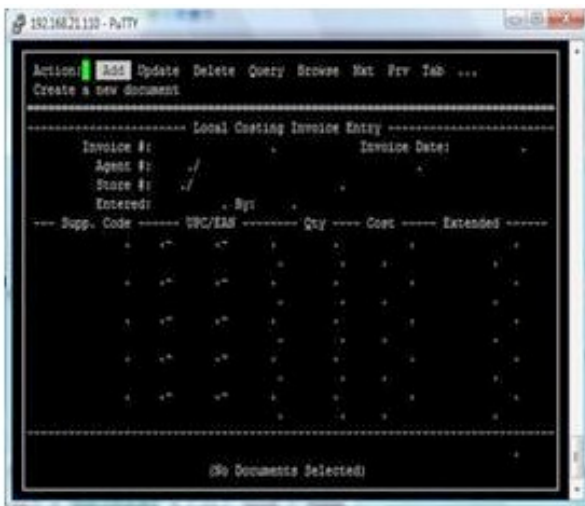 192.168.21.110 - PuTTY
Action: Add Update Delete Query Browse Nxt Prv Tab ...
Create a new document
Local Costing Invoice Entry
Invoice #: Invoice Date:
Agent #: /
Store #: /
Entered: By:
Supp. Code UPC/EAN Qty Cost Extended
(No Documents Selected)